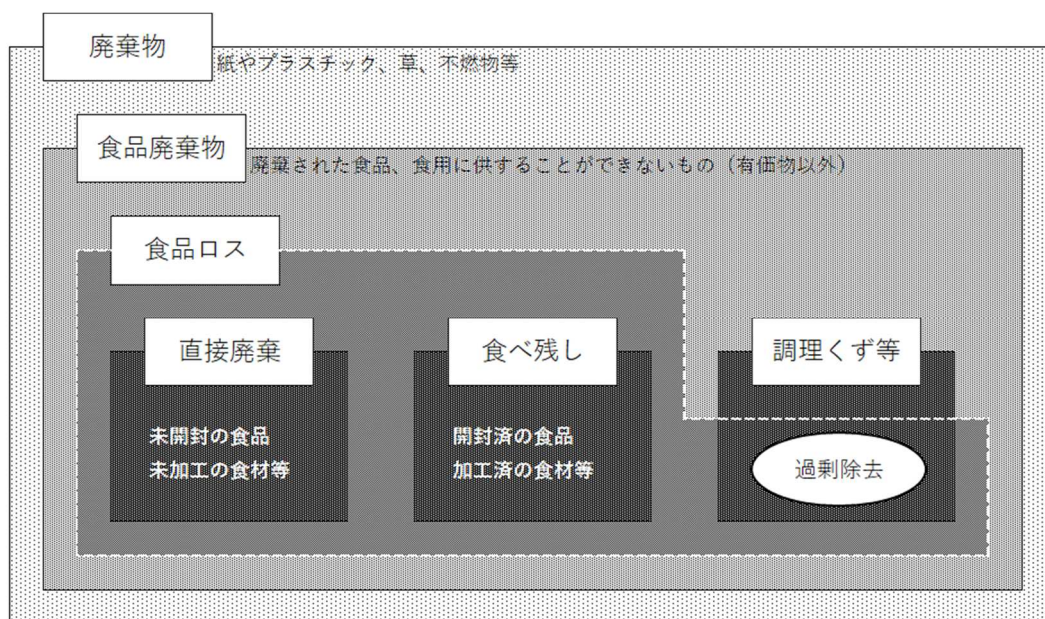 廃棄物
紙やプラスチック、草、不燃物等
食品廃棄物
廃棄された食品、食用に供することができないもの（有価物以外）
食品ロス
直接廃棄
未開封の食品
未加工の食材等
食べ残し
開封済の食品
加工済の食材等
調理くず等
過剰除去